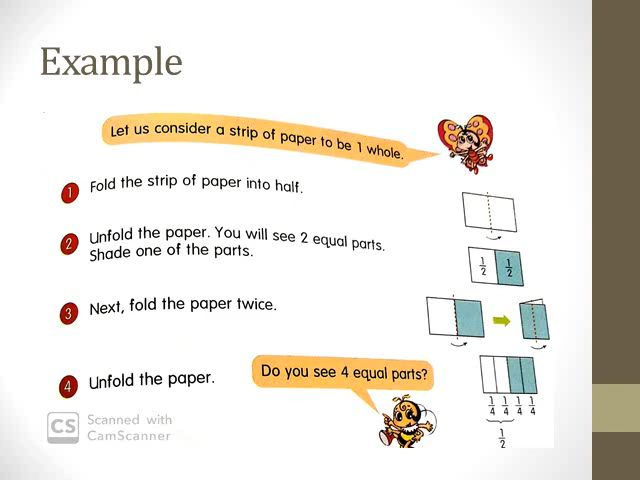 Example
Let us consider a strip of paper to be 1 whole.
1 Fold the strip of paper into half.
2 Unfold the paper. You will see 2 equal parts.
Shade one of the parts.
1/2 1/2
3 Next, fold the paper twice.
4 Unfold the paper.
Do you see 4 equal parts?
1/4 1/4 1/4 1/4
1/2
CS Scanned with
CamScanner